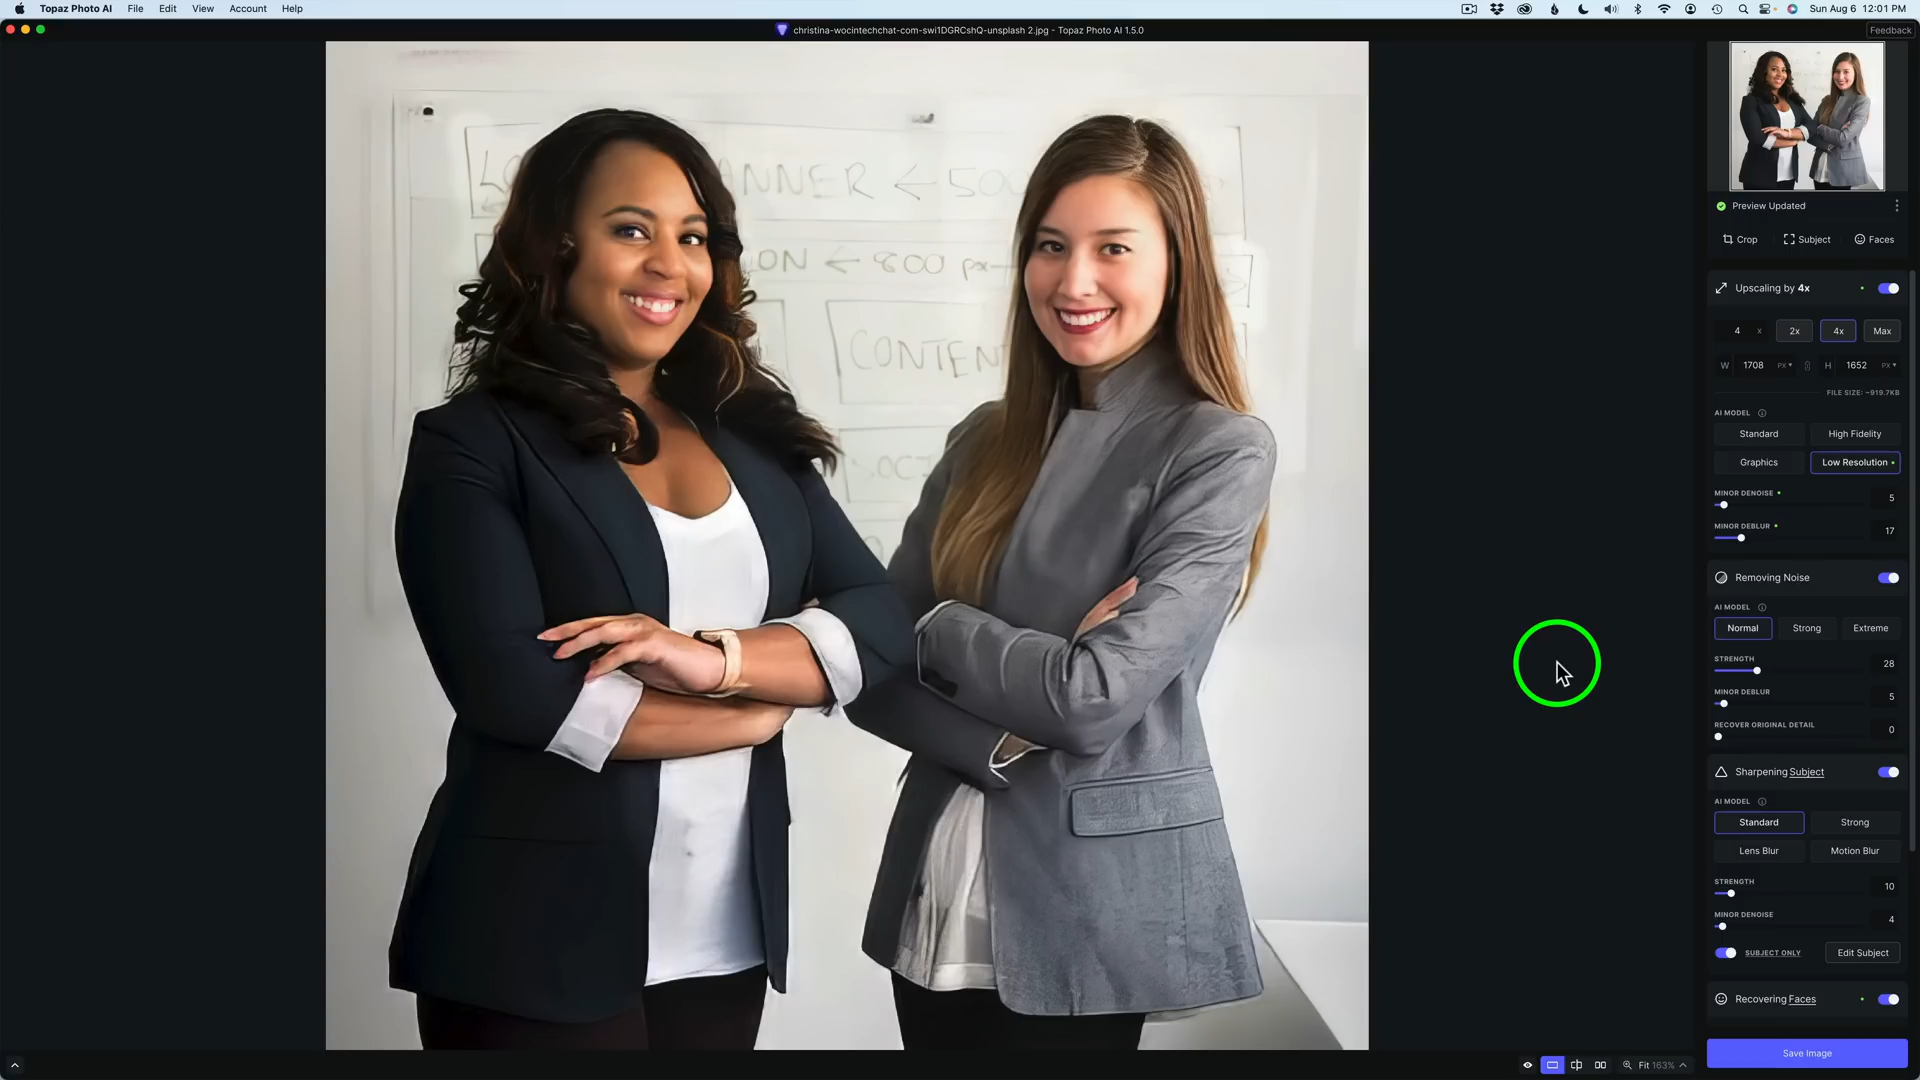 Topaz Photo AI File Edit View Account Help Sun Aug 6 12:01 PM
christina-wocintechchat-com-swi1DGRCshQ-unsplash 2.jpg - Topaz Photo AI 1.5.0
Feedback
Preview Updated
Crop Subject Faces
Upscaling by 4x
4 x 2x 4x Max
W 1708 PX H 1652 PX
FILE SIZE: ~919.7KB
AI MODEL
Standard High Fidelity
Graphics Low Resolution
MINOR DENOISE 5
MINOR DEBLUR 17
Removing Noise
AI MODEL
Normal Strong Extreme
STRENGTH 28
MINOR DEBLUR 5
RECOVER ORIGINAL DETAIL 0
Sharpening Subject
AI MODEL
Standard Strong
Lens Blur Motion Blur
STRENGTH 10
MINOR DENOISE 4
SUBJECT ONLY Edit Subject
Recovering Faces
Save Image
Fit 163%
ANNER ← 50
ON ← 800 px
CONTEN